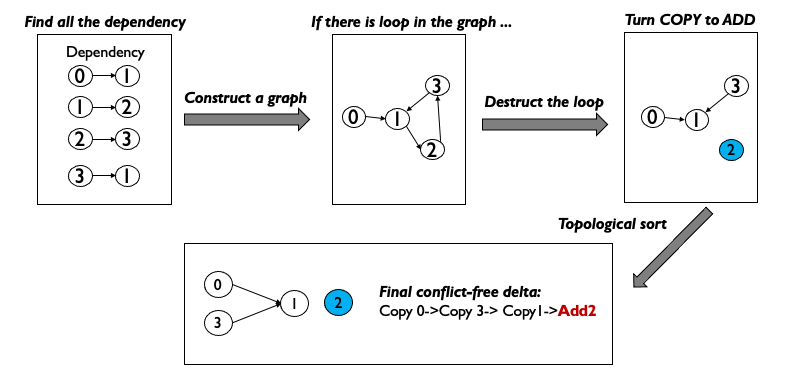 Find all the dependency
If there is loop in the graph ...
Turn COPY to ADD
Dependency
0 1
1 2
2 3
3 1
Construct a graph
0 1 3 2
Destruct the loop
0 1 3 2
Topological sort
0
3
1
2
Final conflict-free delta:
Copy 0->Copy 3-> Copy1->Add2